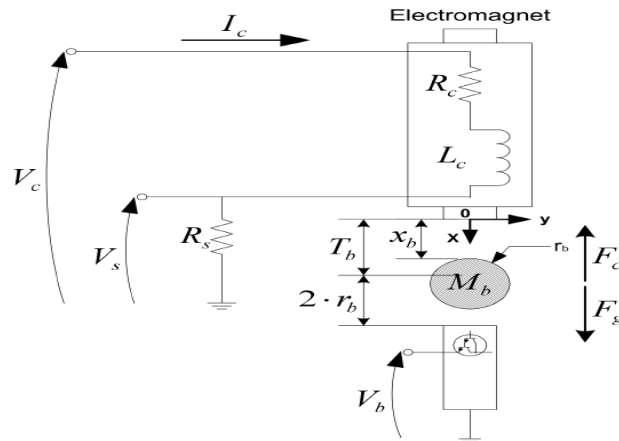 Electromagnet
I_c
R_c
L_c
V_c
0
y
x
V_s
R_s
T_b
x_b
r_b
F_c
M_b
2 · r_b
F_g
V_b